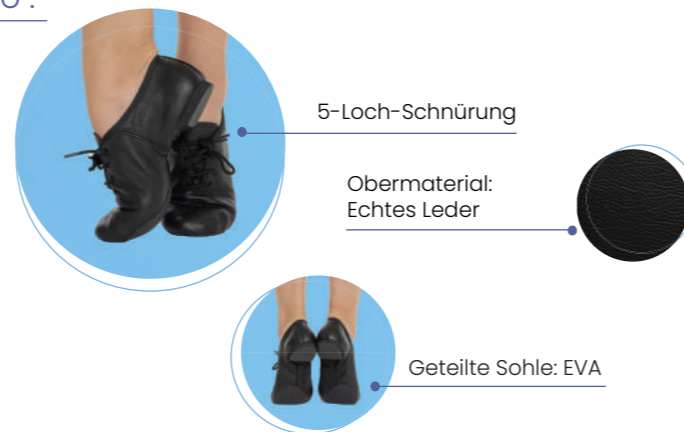 5-Loch-Schnürung
Obermaterial:
Echtes Leder
Geteilte Sohle: EVA